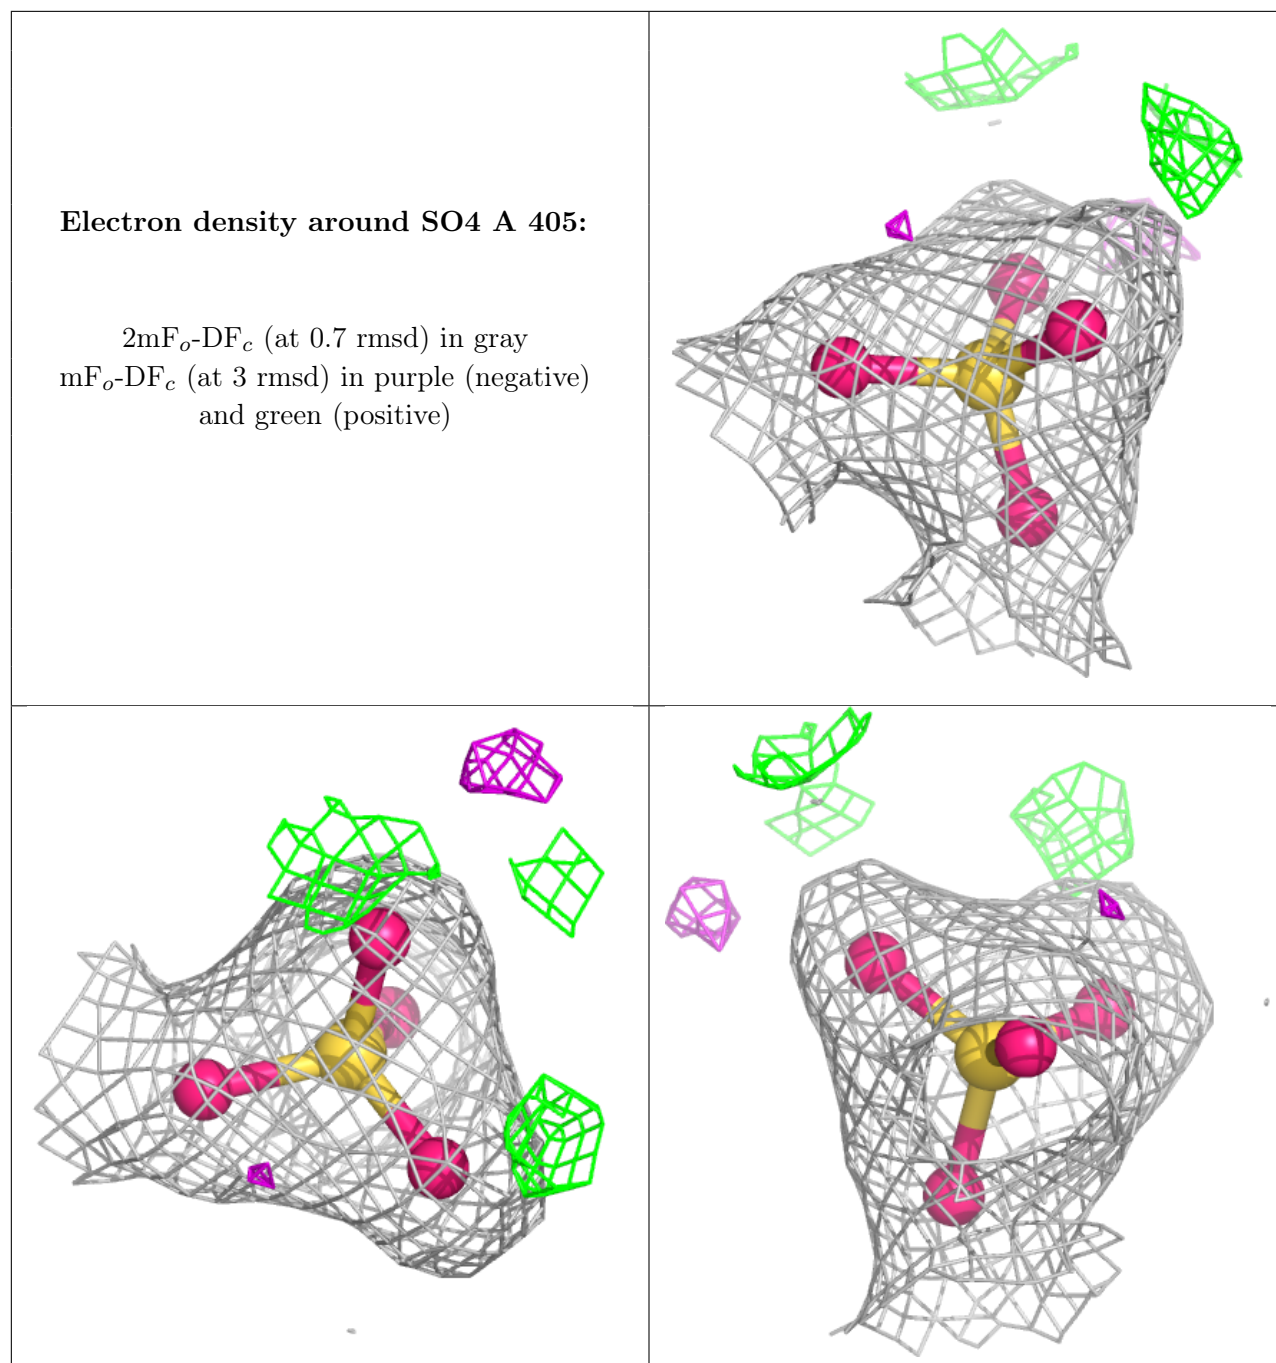 Electron density around SO4 A 405:
2mFₒ-DF𝒸 (at 0.7 rmsd) in gray
mFₒ-DF𝒸 (at 3 rmsd) in purple (negative)
and green (positive)